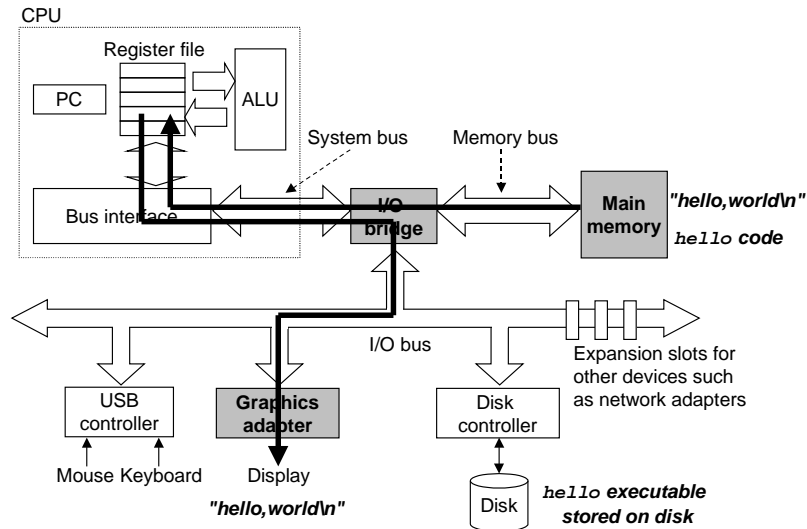 CPU
Register file
PC
ALU
System bus
Memory bus
Bus interface
I/O
bridge
Main
memory
"hello,world\n"
hello code
I/O bus
Expansion slots for
other devices such
as network adapters
USB
controller
Graphics
adapter
Disk
controller
Mouse Keyboard
Display
"hello,world\n"
Disk
hello executable
stored on disk